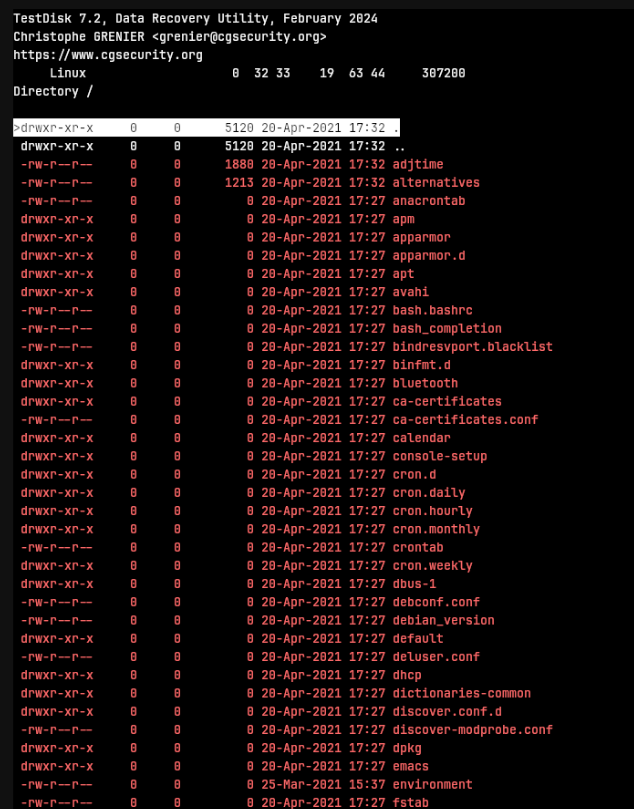 TestDisk 7.2, Data Recovery Utility, February 2024
Christophe GRENIER <grenier@cgsecurity.org>
https://www.cgsecurity.org
     Linux                    0  32 33    19  63 44     307200
Directory /
>drwxr-xr-x     0     0      5120 20-Apr-2021 17:32 .
 drwxr-xr-x     0     0      5120 20-Apr-2021 17:32 ..
 -rw-r--r--     0     0      1880 20-Apr-2021 17:32 adjtime
 -rw-r--r--     0     0      1213 20-Apr-2021 17:32 alternatives
 -rw-r--r--     0     0         0 20-Apr-2021 17:27 anacrontab
 drwxr-xr-x     0     0         0 20-Apr-2021 17:27 apm
 drwxr-xr-x     0     0         0 20-Apr-2021 17:27 apparmor
 drwxr-xr-x     0     0         0 20-Apr-2021 17:27 apparmor.d
 drwxr-xr-x     0     0         0 20-Apr-2021 17:27 apt
 drwxr-xr-x     0     0         0 20-Apr-2021 17:27 avahi
 -rw-r--r--     0     0         0 20-Apr-2021 17:27 bash.bashrc
 -rw-r--r--     0     0         0 20-Apr-2021 17:27 bash_completion
 -rw-r--r--     0     0         0 20-Apr-2021 17:27 bindresvport.blacklist
 drwxr-xr-x     0     0         0 20-Apr-2021 17:27 binfmt.d
 drwxr-xr-x     0     0         0 20-Apr-2021 17:27 bluetooth
 drwxr-xr-x     0     0         0 20-Apr-2021 17:27 ca-certificates
 -rw-r--r--     0     0         0 20-Apr-2021 17:27 ca-certificates.conf
 drwxr-xr-x     0     0         0 20-Apr-2021 17:27 calendar
 drwxr-xr-x     0     0         0 20-Apr-2021 17:27 console-setup
 drwxr-xr-x     0     0         0 20-Apr-2021 17:27 cron.d
 drwxr-xr-x     0     0         0 20-Apr-2021 17:27 cron.daily
 drwxr-xr-x     0     0         0 20-Apr-2021 17:27 cron.hourly
 drwxr-xr-x     0     0         0 20-Apr-2021 17:27 cron.monthly
 -rw-r--r--     0     0         0 20-Apr-2021 17:27 crontab
 drwxr-xr-x     0     0         0 20-Apr-2021 17:27 cron.weekly
 drwxr-xr-x     0     0         0 20-Apr-2021 17:27 dbus-1
 -rw-r--r--     0     0         0 20-Apr-2021 17:27 debconf.conf
 -rw-r--r--     0     0         0 20-Apr-2021 17:27 debian_version
 drwxr-xr-x     0     0         0 20-Apr-2021 17:27 default
 -rw-r--r--     0     0         0 20-Apr-2021 17:27 deluser.conf
 drwxr-xr-x     0     0         0 20-Apr-2021 17:27 dhcp
 drwxr-xr-x     0     0         0 20-Apr-2021 17:27 dictionaries-common
 drwxr-xr-x     0     0         0 20-Apr-2021 17:27 discover.conf.d
 -rw-r--r--     0     0         0 20-Apr-2021 17:27 discover-modprobe.conf
 drwxr-xr-x     0     0         0 20-Apr-2021 17:27 dpkg
 drwxr-xr-x     0     0         0 20-Apr-2021 17:27 emacs
 -rw-r--r--     0     0         0 25-Mar-2021 15:37 environment
 -rw-r--r--     0     0         0 20-Apr-2021 17:27 fstab